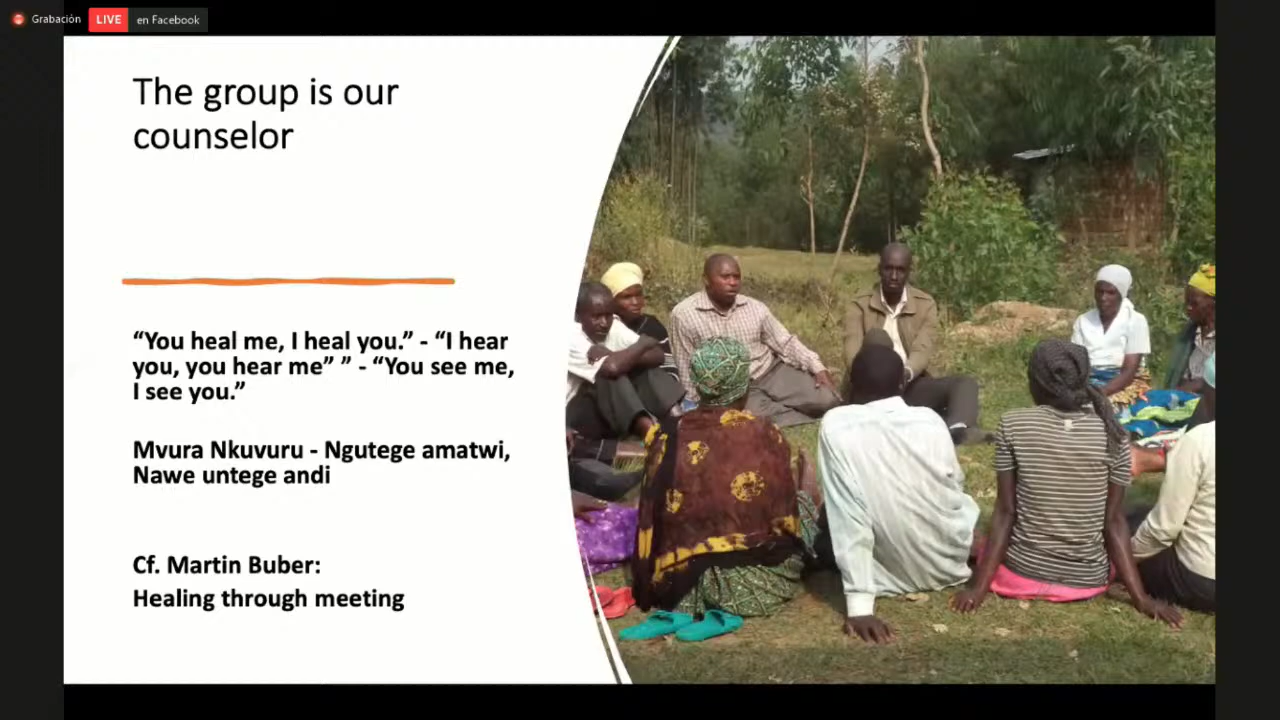 Grabación
LIVE en Facebook
The group is our
counselor
“You heal me, I heal you.” - “I hear
you, you hear me” ” - “You see me,
I see you.”
Mvura Nkuvuru - Ngutege amatwi,
Nawe untege andi
Cf. Martin Buber:
Healing through meeting